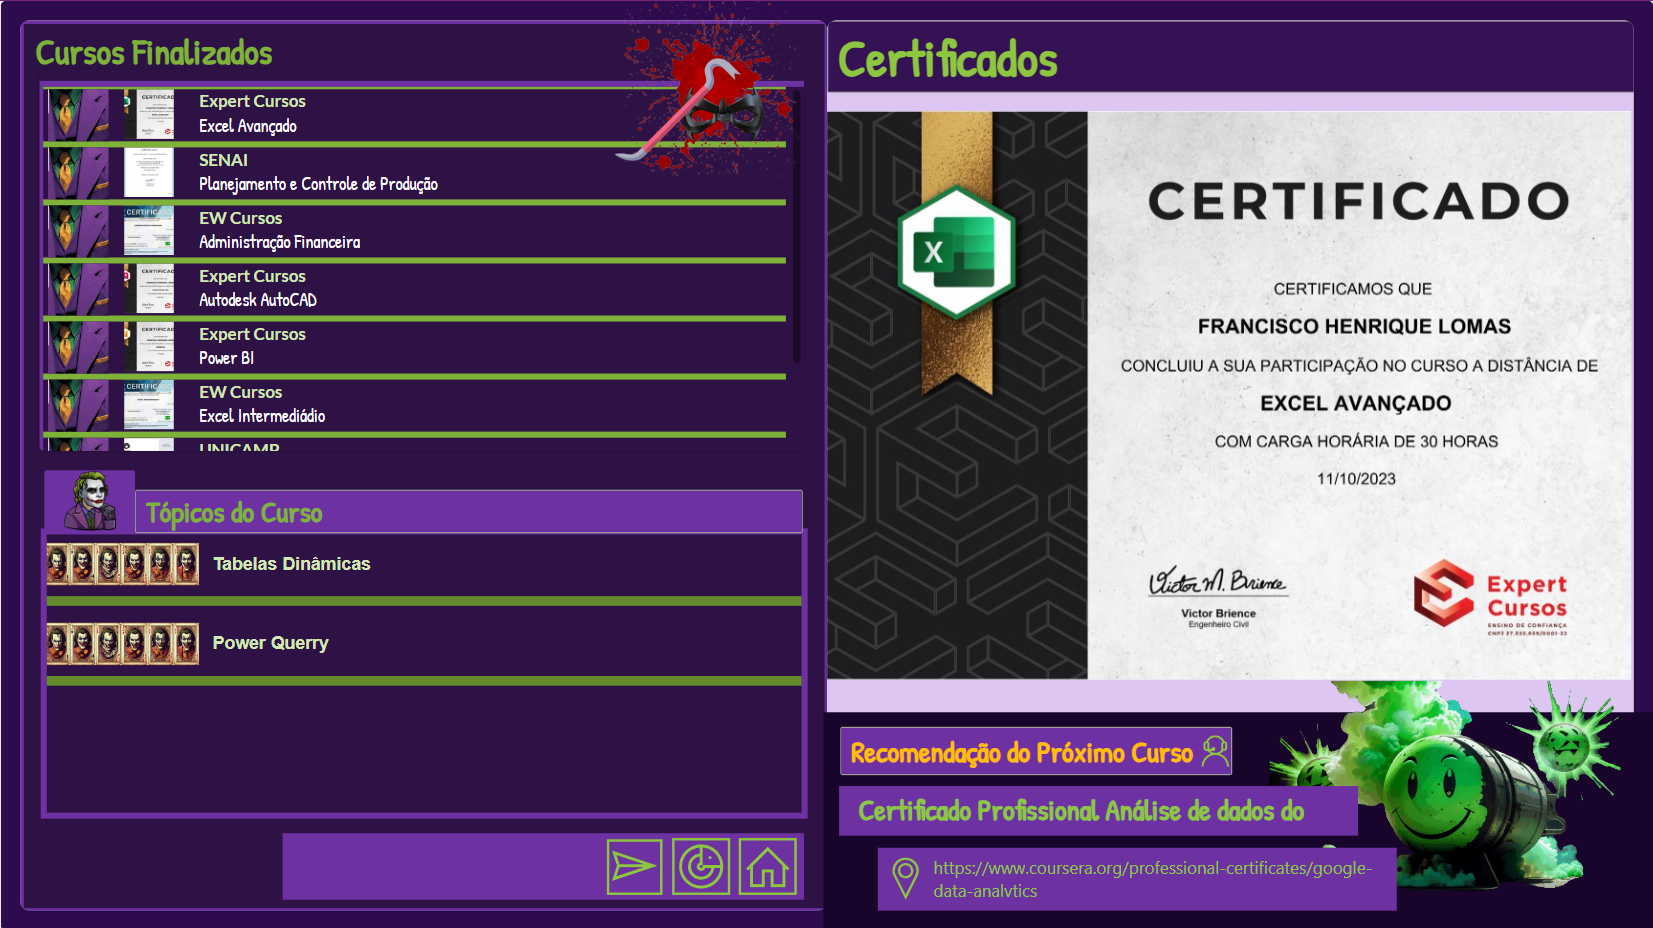 Cursos Finalizados
Expert Cursos
Excel Avançado
SENAI
Planejamento e Controle de Produção
EW Cursos
Administração Financeira
Expert Cursos
Autodesk AutoCAD
Expert Cursos
Power BI
EW Cursos
Excel Intermediádio
UNICAMP
Tópicos do Curso
Tabelas Dinâmicas
Power Querry
Certificados
X
CERTIFICADO
CERTIFICAMOS QUE
FRANCISCO HENRIQUE LOMAS
CONCLUIU A SUA PARTICIPAÇÃO NO CURSO A DISTÂNCIA DE
EXCEL AVANÇADO
COM CARGA HORÁRIA DE 30 HORAS
11/10/2023
Victor M. Brience
Victor Brience
Engenheiro Civil
Expert
Cursos
ENSINO DE CONFIANÇA
Recomendação do Próximo Curso
Certificado Profissional Análise de dados do
https://www.coursera.org/professional-certificates/google-
data-analytics